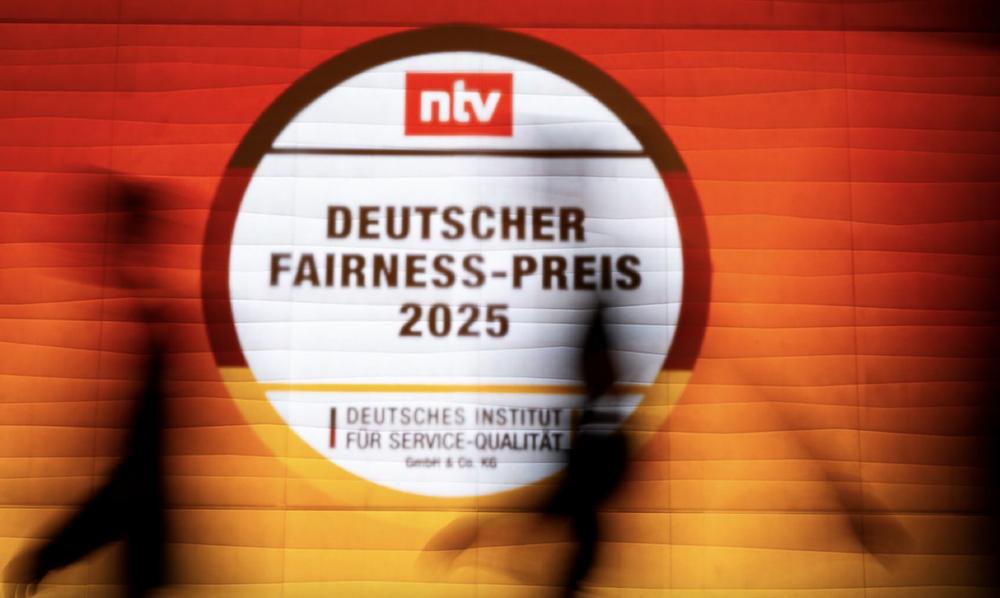 ntv
DEUTSCHER
FAIRNESS-PREIS
2025
DEUTSCHES INSTITUT
FÜR SERVICE-QUALITÄT
GmbH & Co. KG